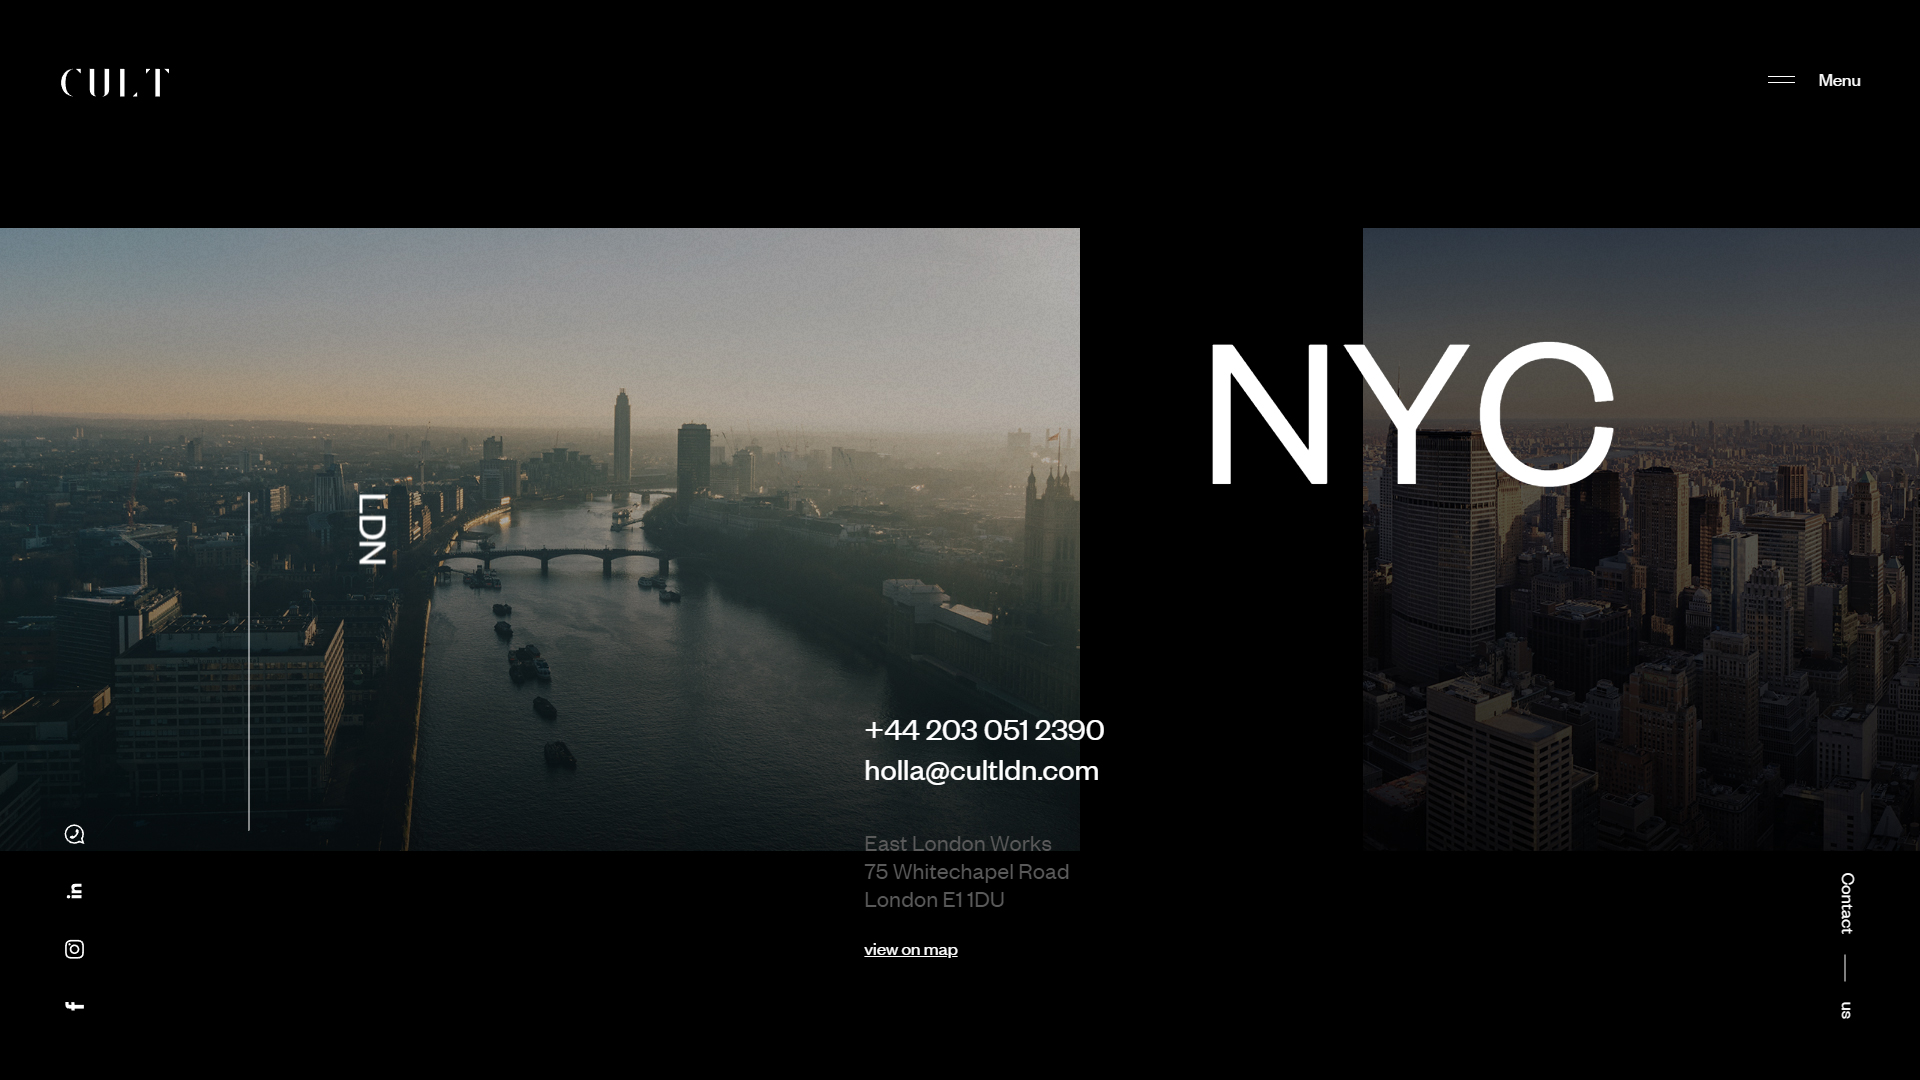 CULT
Menu
LDN
NYC
+44 203 051 2390
holla@cultldn.com
East London Works
75 Whitechapel Road
London E1 1DU
view on map
in
f
Contact
us